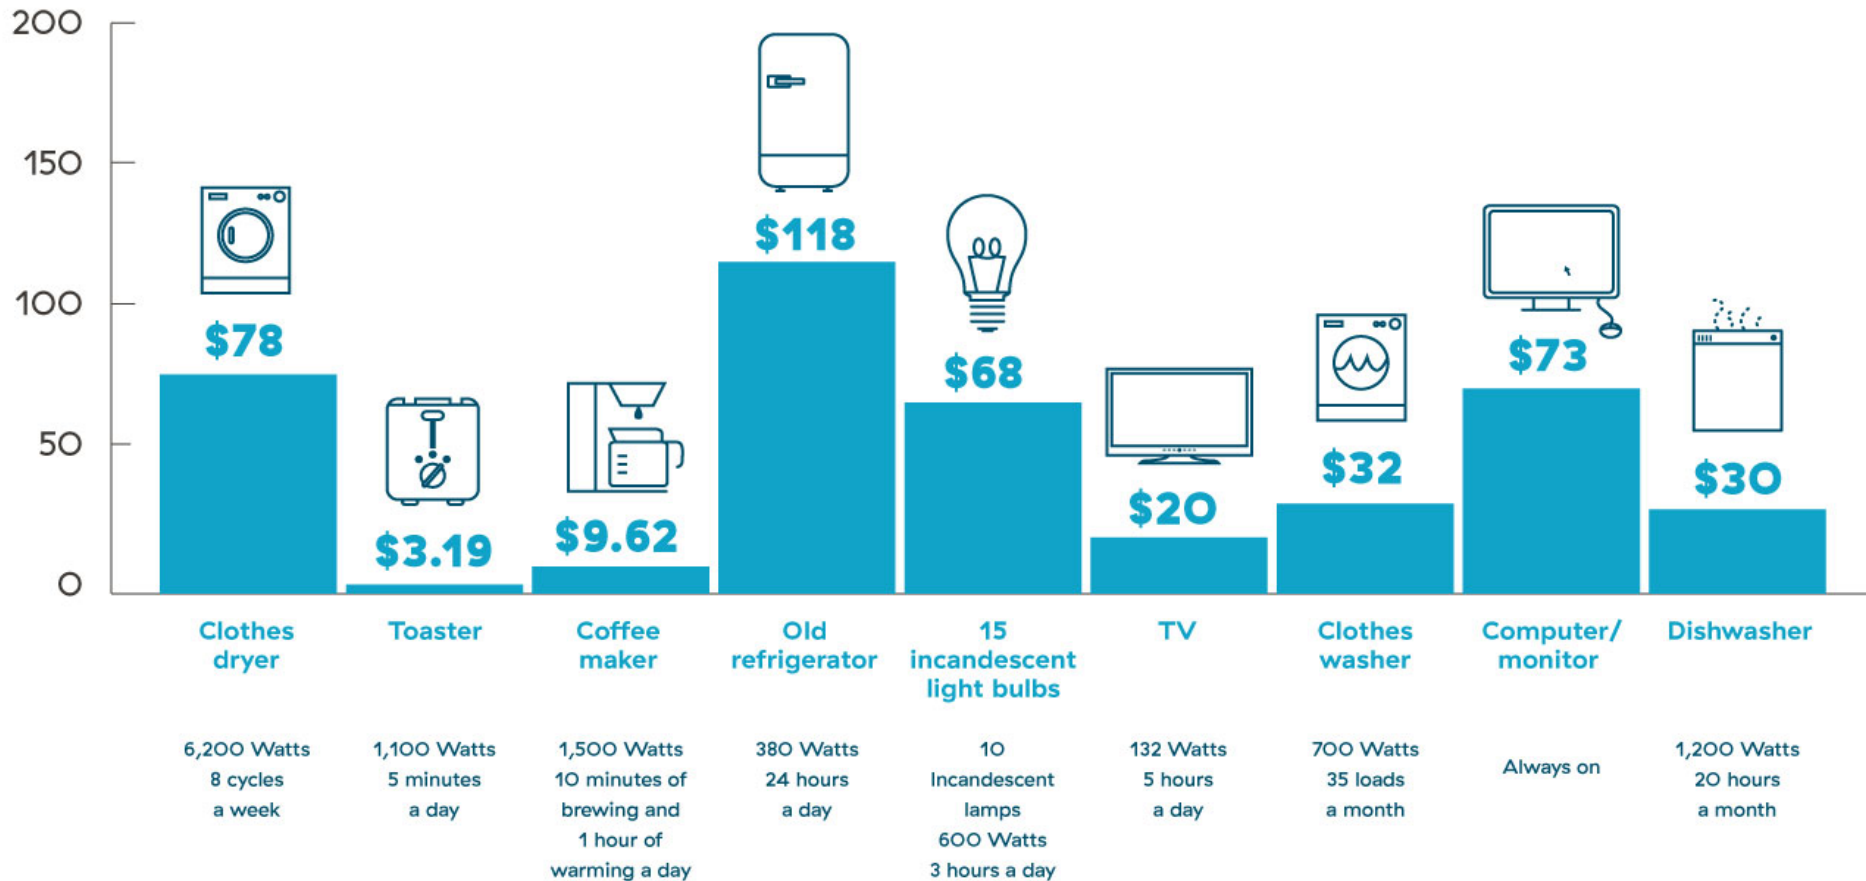 200
150
100
50
0
$78
$3.19
$9.62
$118
$68
$20
$32
$73
$30
Clothes
dryer
Toaster
Coffee
maker
Old
refrigerator
15
incandescent
light bulbs
TV
Clothes
washer
Computer/
monitor
Dishwasher
6,200 Watts
8 cycles
a week
1,100 Watts
5 minutes
a day
1,500 Watts
10 minutes of
brewing and
1 hour of
warming a day
380 Watts
24 hours
a day
10
Incandescent
lamps
600 Watts
3 hours a day
132 Watts
5 hours
a day
700 Watts
35 loads
a month
Always on
1,200 Watts
20 hours
a month